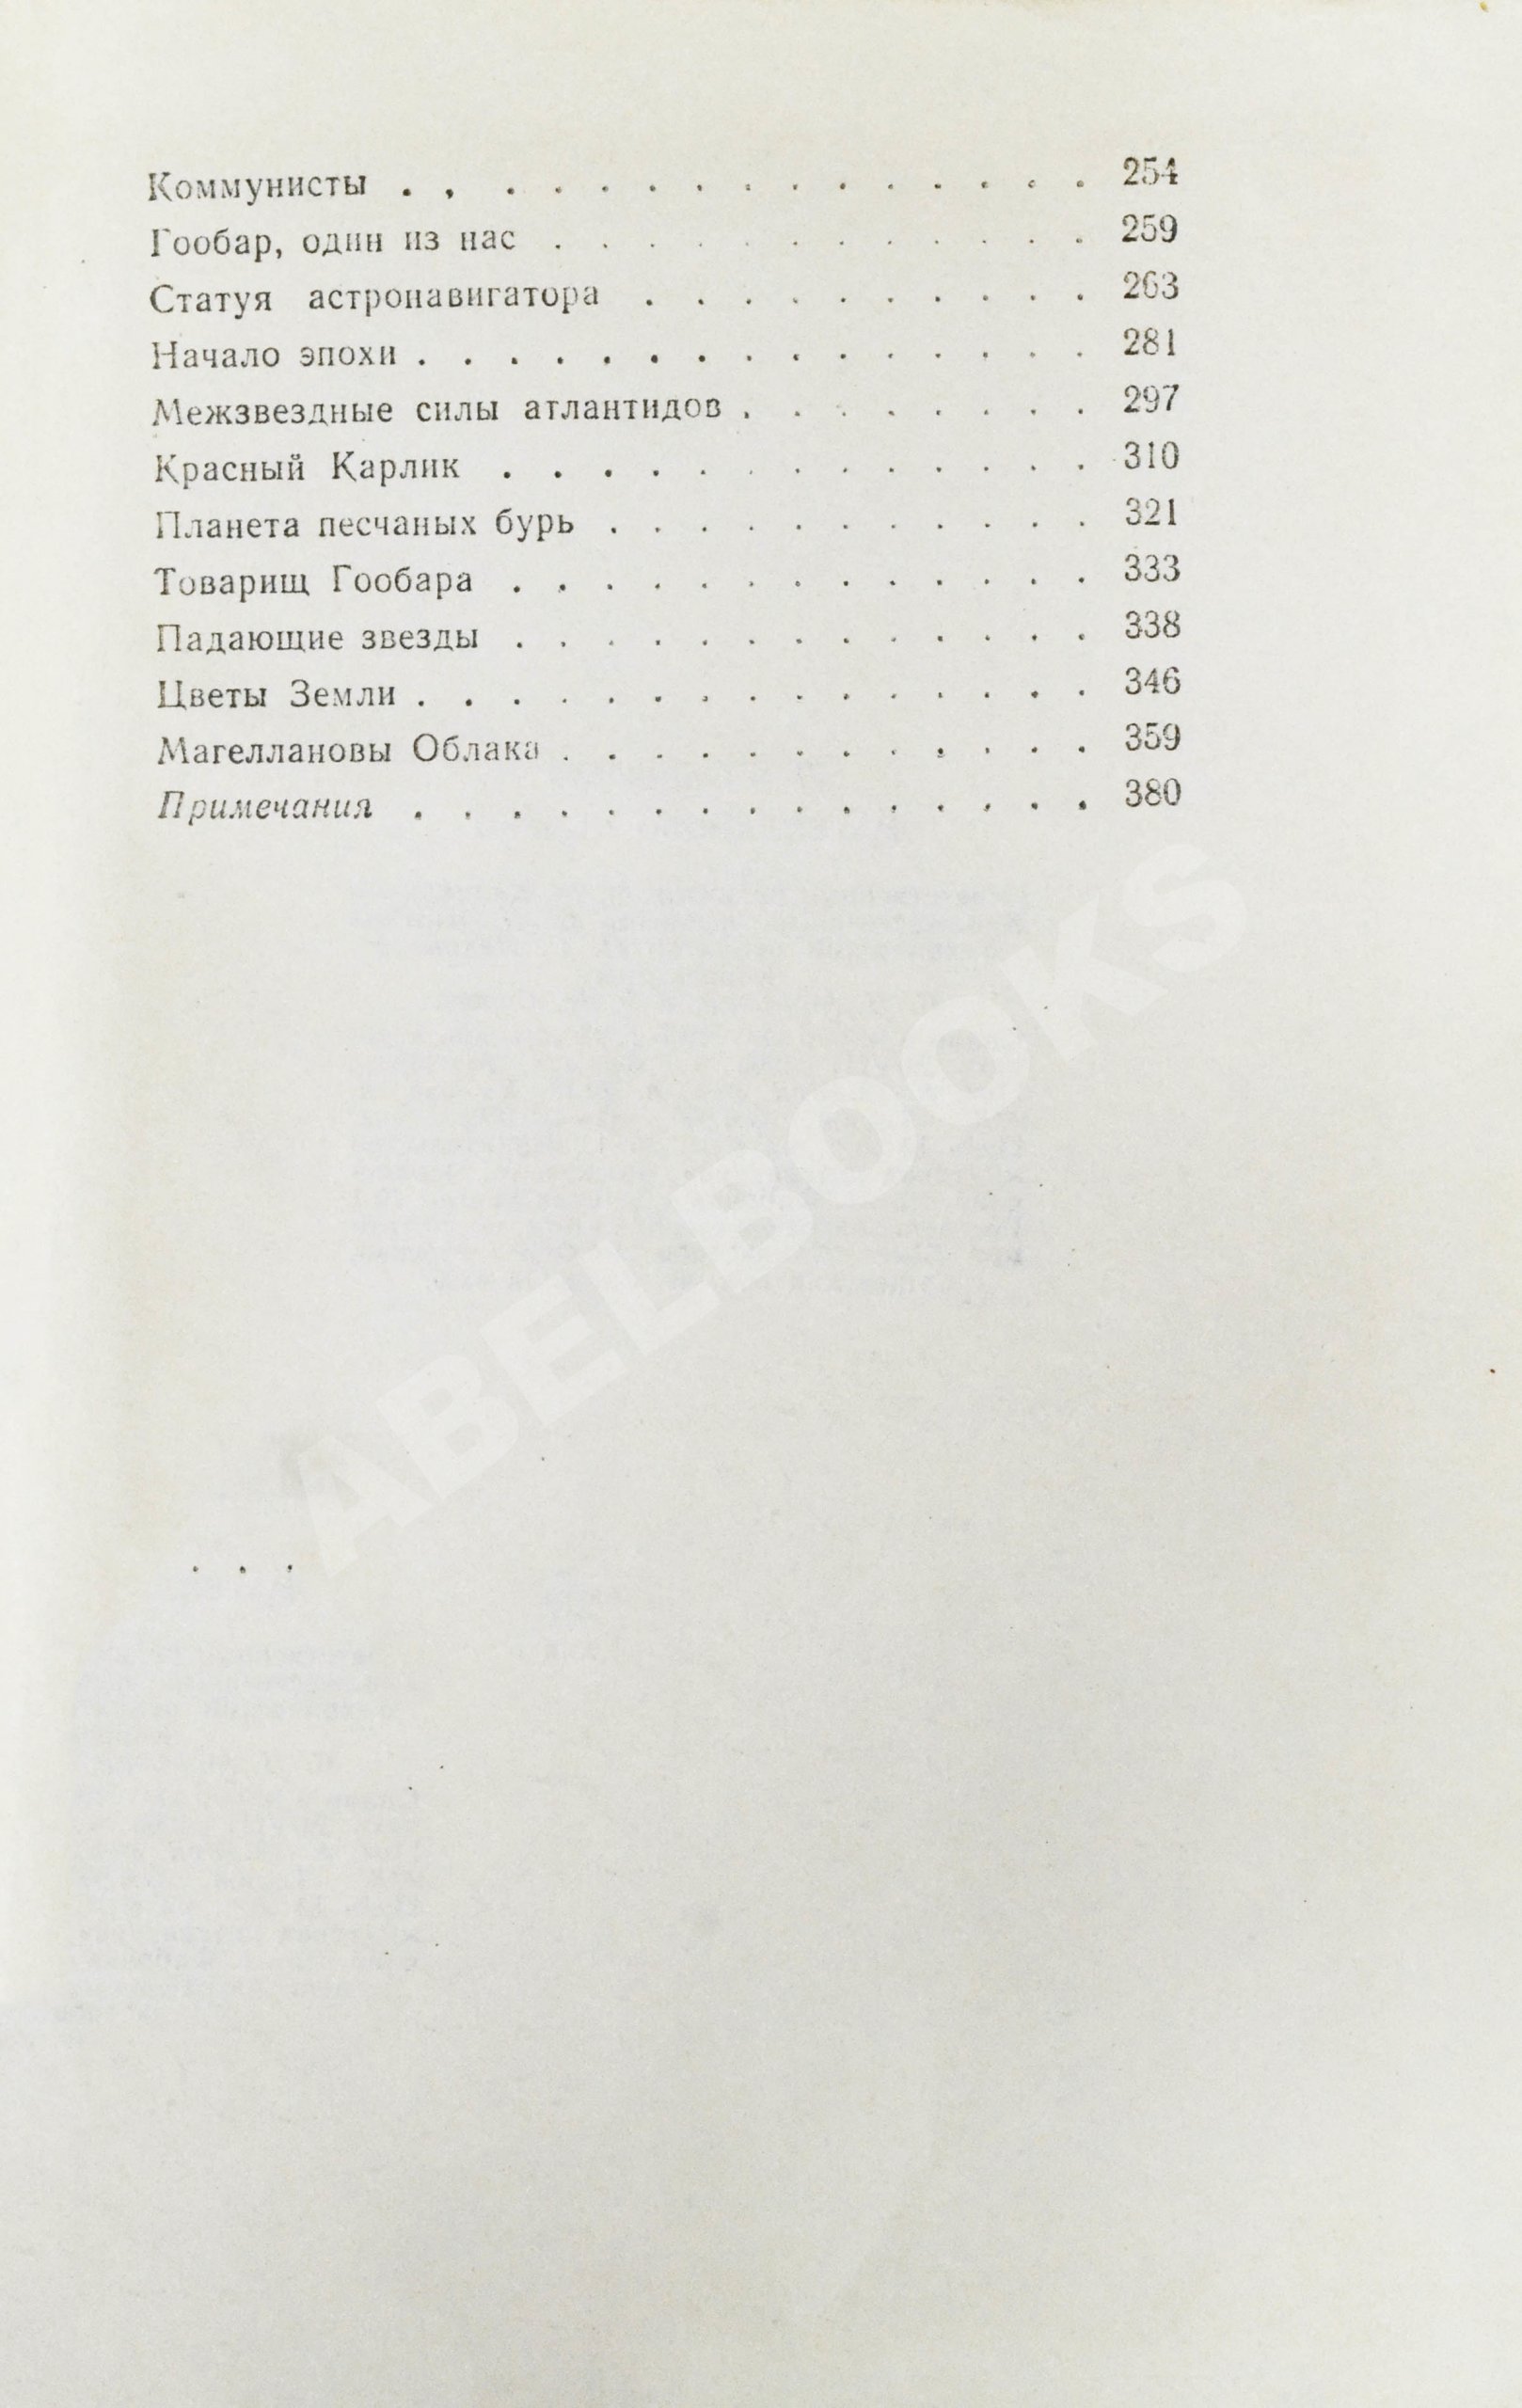 Коммунисты . , . . . . . . . . . . . . . 254
Гообар, один из нас . . . . . . . . . . . . 259
Статуя астронавигатора . . . . . . . . . . 263
Начало эпохи . . . . . . . . . . . . . . . 281
Межзвездные силы атлантидов . . . . . . . . 297
Красный Карлик . . . . . . . . . . . . . 310
Планета песчаных бурь . . . . . . . . . . . 321
Товарищ Гообара . . . . . . . . . . . . . 333
Падающие звезды . . . . . . . . . . . . . 338
Цветы Земли . . . . . . . . . . . . . . . 346
Магеллановы Облака . . . . . . . . . . . . 359
Примечания . . . . . . . . . . . . . . . 380
ABELBOOKS
. . .